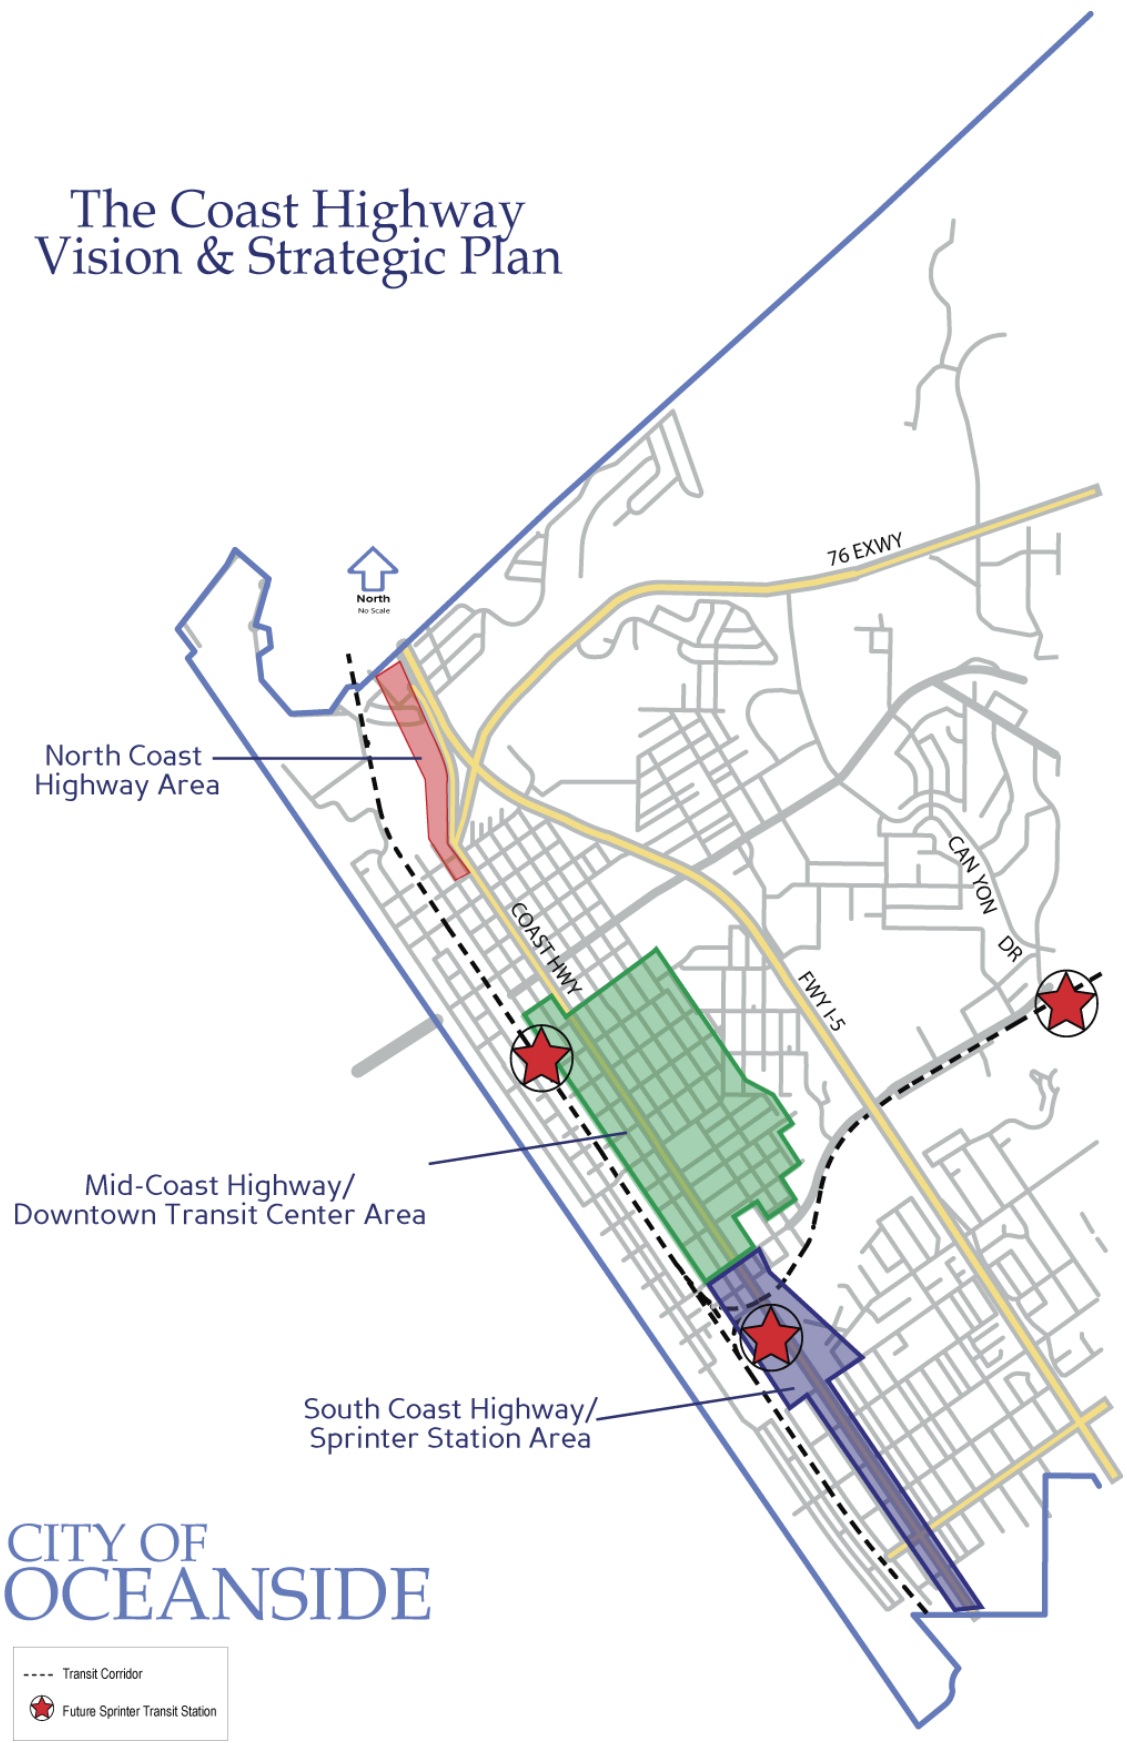 The Coast Highway
Vision & Strategic Plan
76 EXWY
North
No Scale
North Coast
Highway Area
CAN YON
DR
COAST HWY
FWY I-5
Mid-Coast Highway/
Downtown Transit Center Area
South Coast Highway/
Sprinter Station Area
CITY OF
OCEANSIDE
Transit Corridor
Future Sprinter Transit Station